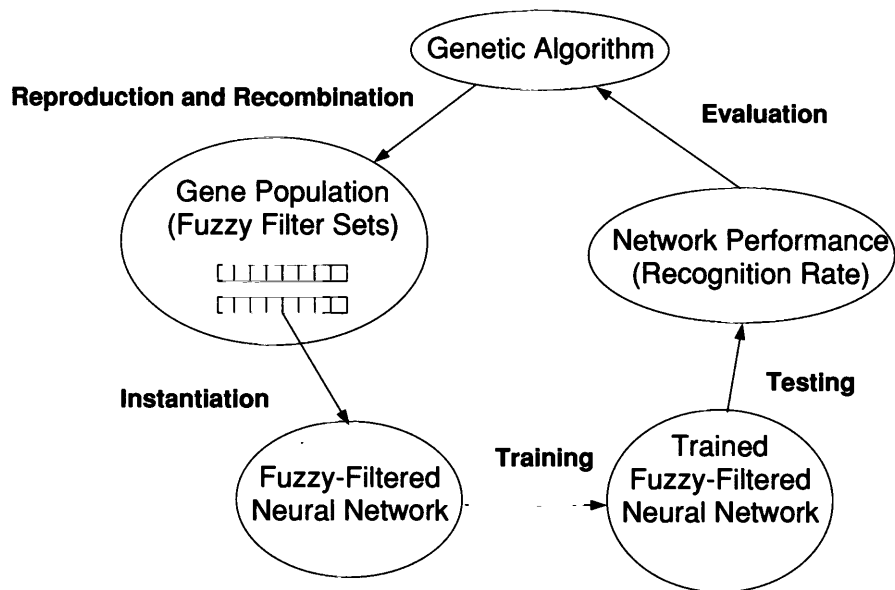 Genetic Algorithm
Reproduction and Recombination
Evaluation
Gene Population
(Fuzzy Filter Sets)
Network Performance
(Recognition Rate)
Instantiation
Testing
Fuzzy-Filtered
Neural Network
Training
Trained
Fuzzy-Filtered
Neural Network